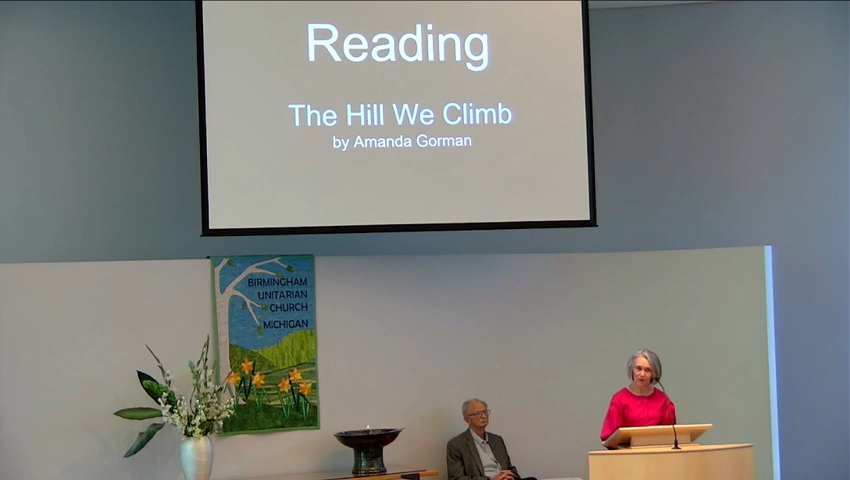 Reading
The Hill We Climb
by Amanda Gorman
BIRMINGHAM
UNITARIAN
CHURCH
MICHIGAN